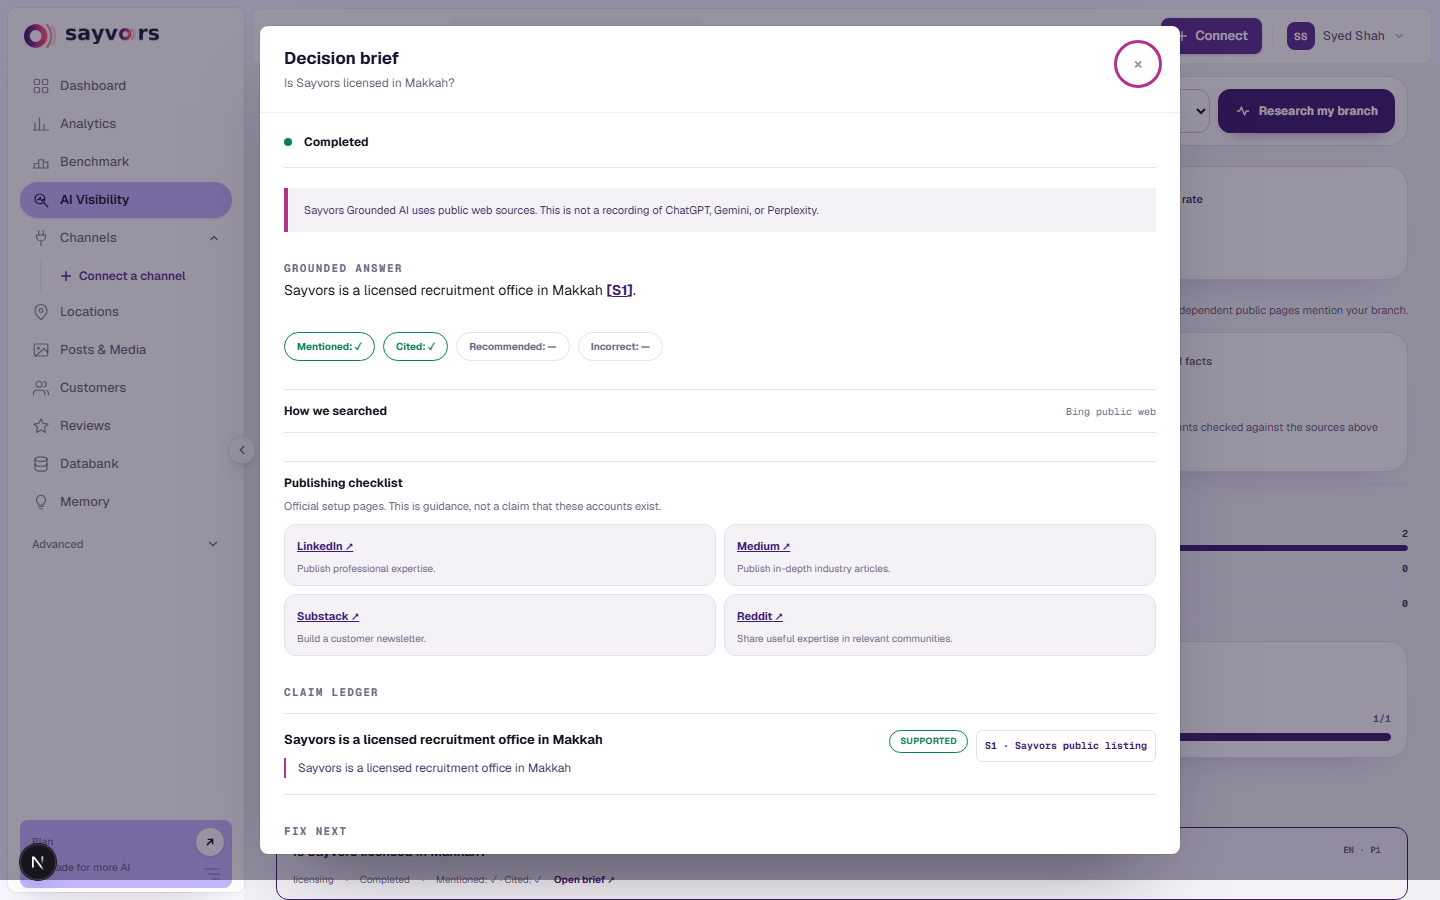 sayvors
Dashboard
Analytics
Benchmark
AI Visibility
Channels
Connect a channel
Locations
Posts & Media
Customers
Reviews
Databank
Memory
Advanced
Plan
ade for more AI
N
Connect
SS
Syed Shah
Research my branch
rate
dependent public pages mention your branch.
facts
nts checked against the sources above
2
0
0
1/1
EN · P1
Decision brief
Is Sayvors licensed in Makkah?
×
Completed
Sayvors Grounded AI uses public web sources. This is not a recording of ChatGPT, Gemini, or Perplexity.
GROUNDED ANSWER
Sayvors is a licensed recruitment office in Makkah [S1].
Mentioned: ✓
Cited: ✓
Recommended: —
Incorrect: —
How we searched
Bing public web
Publishing checklist
Official setup pages. This is guidance, not a claim that these accounts exist.
LinkedIn ↗
Publish professional expertise.
Medium ↗
Publish in-depth industry articles.
Substack ↗
Build a customer newsletter.
Reddit ↗
Share useful expertise in relevant communities.
CLAIM LEDGER
Sayvors is a licensed recruitment office in Makkah
SUPPORTED
S1 · Sayvors public listing
Sayvors is a licensed recruitment office in Makkah
FIX NEXT
licensing · Completed · Mentioned: ✓ · Cited: ✓ Open brief ↗